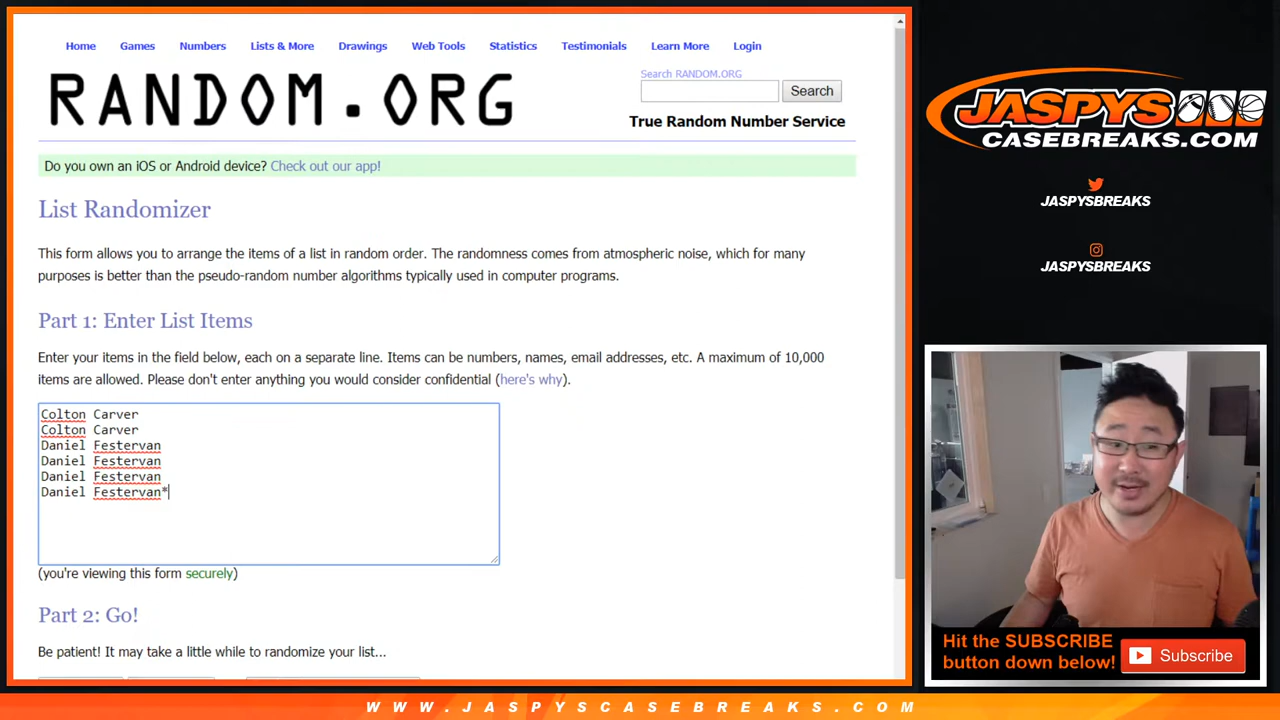 Home Games Numbers Lists & More Drawings Web Tools Statistics Testimonials Learn More Login
RANDOM.ORG
Search RANDOM.ORG
Search
True Random Number Service
Do you own an iOS or Android device? Check out our app!
List Randomizer
This form allows you to arrange the items of a list in random order. The randomness comes from atmospheric noise, which for many
purposes is better than the pseudo-random number algorithms typically used in computer programs.
Part 1: Enter List Items
Enter your items in the field below, each on a separate line. Items can be numbers, names, email addresses, etc. A maximum of 10,000
items are allowed. Please don't enter anything you would consider confidential (here's why).
Colton Carver
Colton Carver
Daniel Festervan
Daniel Festervan
Daniel Festervan
Daniel Festervan*
(you're viewing this form securely)
Part 2: Go!
Be patient! It may take a little while to randomize your list...
JASPYS
CASEBREAKS.COM
JASPYSBREAKS
JASPYSBREAKS
Hit the SUBSCRIBE
button down below!
Subscribe
WWW.JASPYSCASEBREAKS.COM